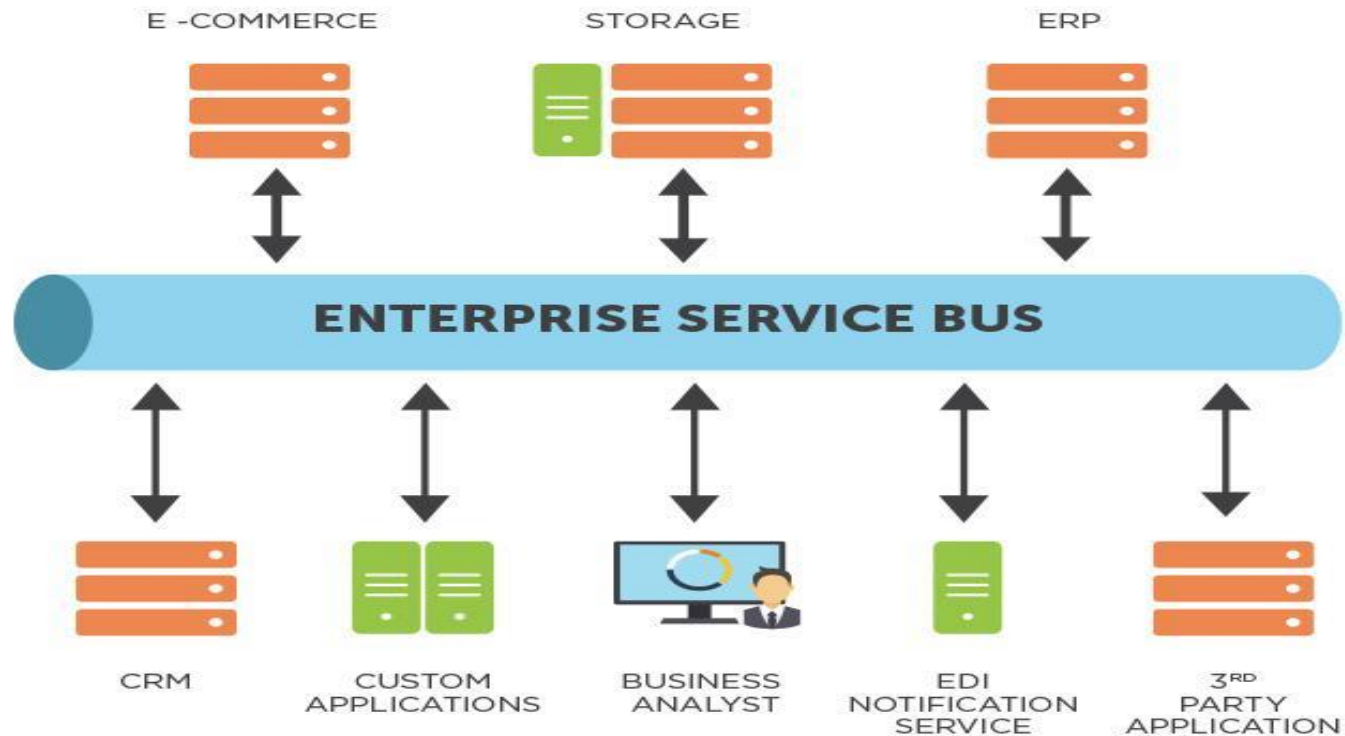 E -COMMERCE
STORAGE
ERP
ENTERPRISE SERVICE BUS
CRM
CUSTOM
APPLICATIONS
BUSINESS
ANALYST
EDI
NOTIFICATION
SERVICE
3RD
PARTY
APPLICATION